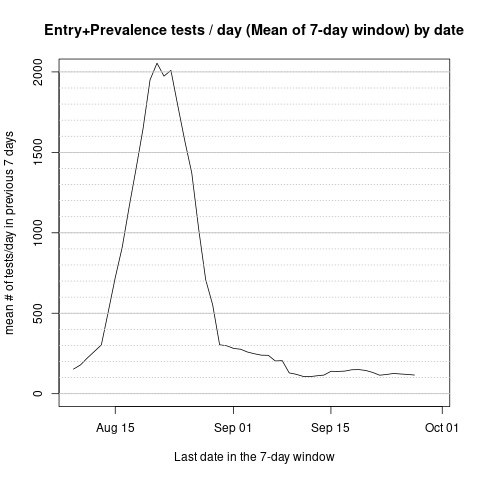 Entry+Prevalence tests / day (Mean of 7-day window) by date
mean # of tests/day in previous 7 days
2000
1500
1000
500
0
Aug 15 Sep 01 Sep 15 Oct 01
Last date in the 7-day window